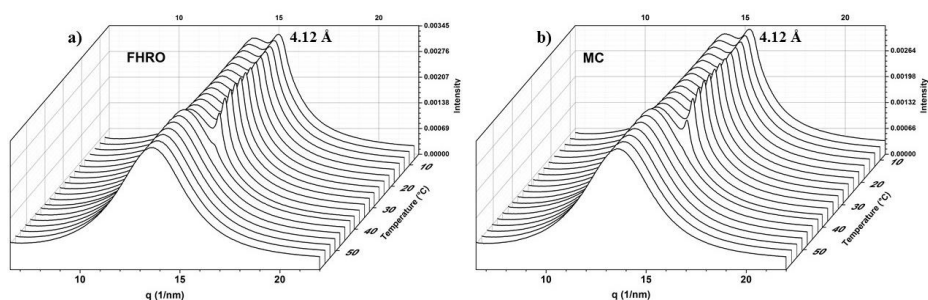 10 15 20
a) 4.12 Å 0.00345
FHRO 0.00276
0.00207
0.00138
0.00069
0.00000
Intensity
10
20
30
40
50
Temperature (°C)
10 15 20
q (1/nm)
10 15 20
b) 4.12 Å
MC 0.00264
0.00198
0.00132
0.00066
0.00000
Intensity
10
20
30
40
50
Temperature (°C)
10 15 20
q (1/nm)